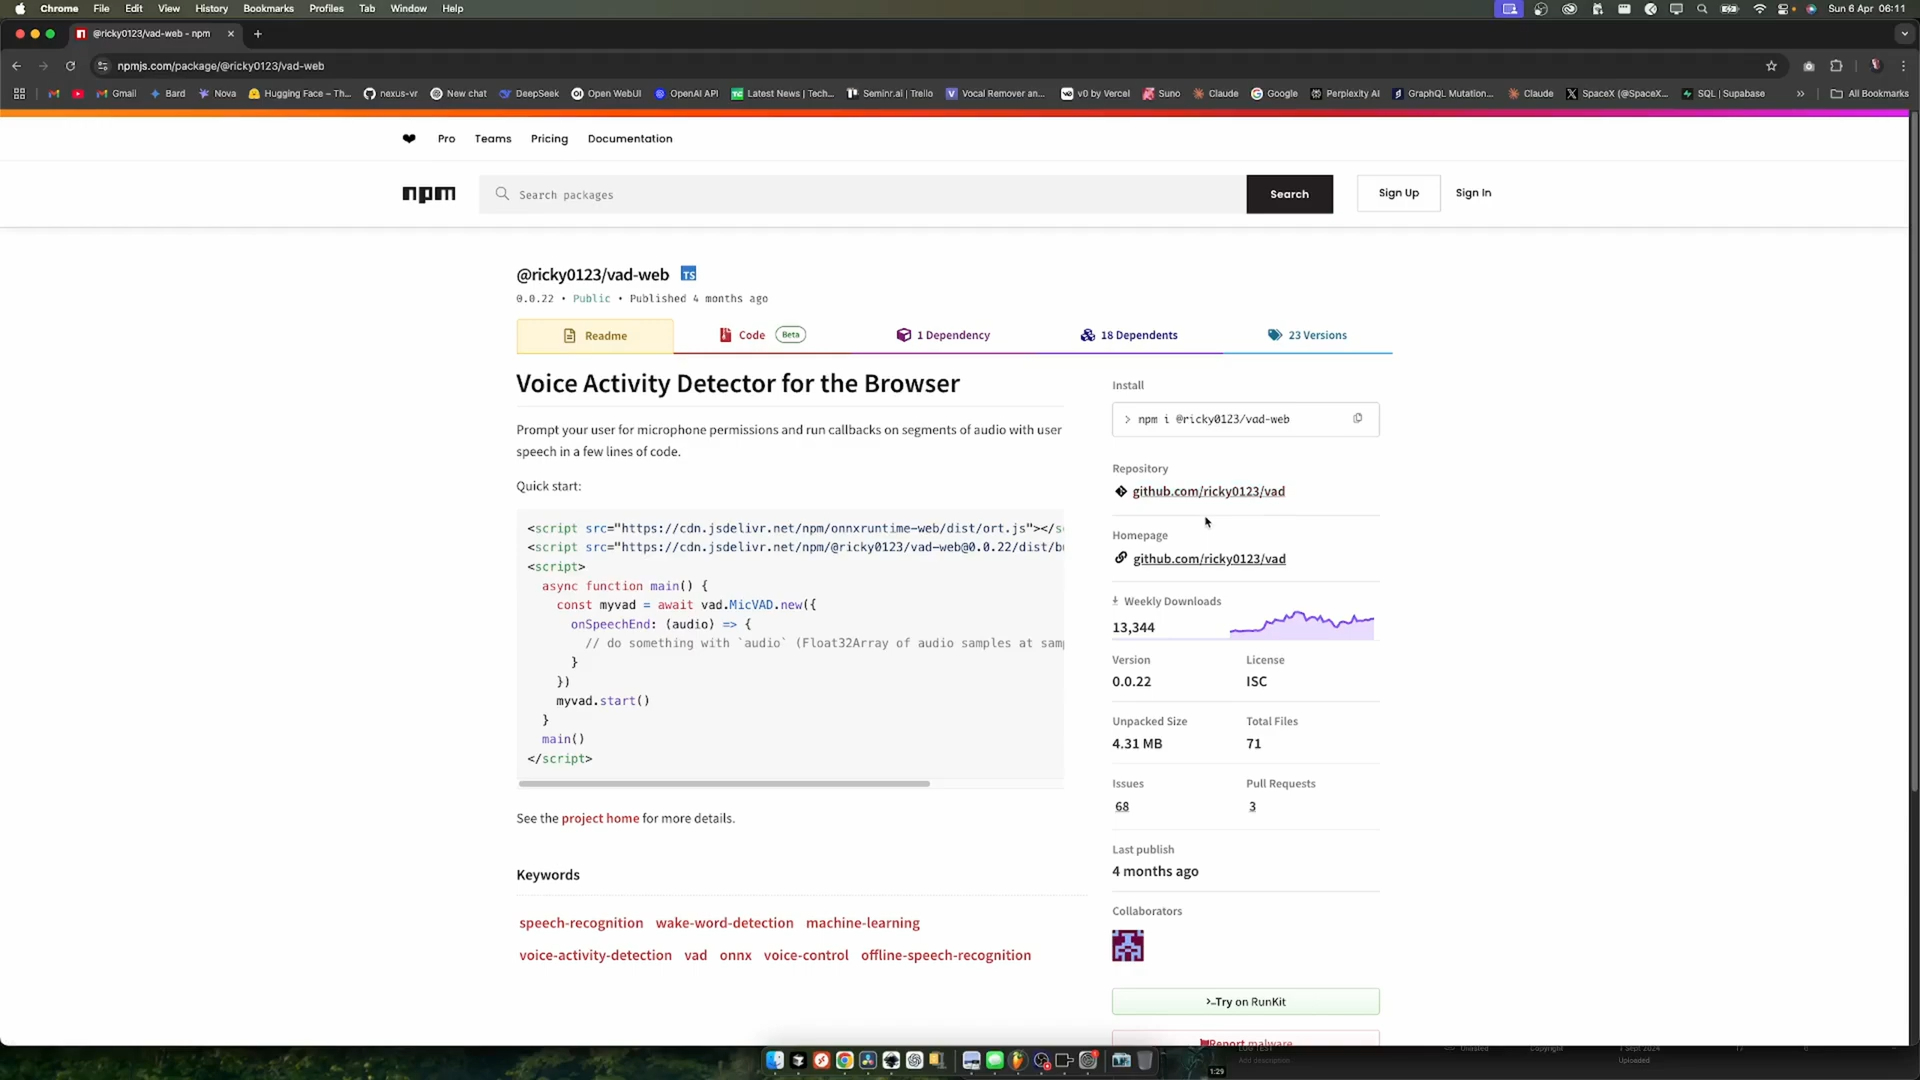 Chrome File Edit View History Bookmarks Profiles Tab Window Help Sun 6 Apr 06:11
@ricky0123/vad-web - npm
npmjs.com/package/@ricky0123/vad-web
Gmail Bard Nova Hugging Face – Th... nexus-vr New chat DeepSeek Open WebUI OpenAI API Latest News | Tech... Seminr.ai | Trello Vocal Remover an... v0 by Vercel Suno Claude Google Perplexity AI GraphQL Mutation... Claude SpaceX (@SpaceX... SQL | Supabase » All Bookmarks
Pro Teams Pricing Documentation
npm Search packages Search Sign Up Sign In
@ricky0123/vad-web TS
0.0.22 • Public • Published 4 months ago
Readme Code Beta 1 Dependency 18 Dependents 23 Versions
Voice Activity Detector for the Browser
Prompt your user for microphone permissions and run callbacks on segments of audio with user
speech in a few lines of code.
Quick start:
<script src="https://cdn.jsdelivr.net/npm/onnxruntime-web/dist/ort.js"></s
<script src="https://cdn.jsdelivr.net/npm/@ricky0123/vad-web@0.0.22/dist/b
<script>
async function main() {
const myvad = await vad.MicVAD.new({
onSpeechEnd: (audio) => {
// do something with `audio` (Float32Array of audio samples at sam
}
})
myvad.start()
}
main()
</script>
See the project home for more details.
Keywords
speech-recognition wake-word-detection machine-learning
voice-activity-detection vad onnx voice-control offline-speech-recognition
Install
> npm i @ricky0123/vad-web
Repository
github.com/ricky0123/vad
Homepage
github.com/ricky0123/vad
Weekly Downloads
13,344
Version License
0.0.22 ISC
Unpacked Size Total Files
4.31 MB 71
Issues Pull Requests
68 3
Last publish
4 months ago
Collaborators
>_Try on RunKit
Report malware
Add description
Copyright
1 Sept 2024
Uploaded
1:29